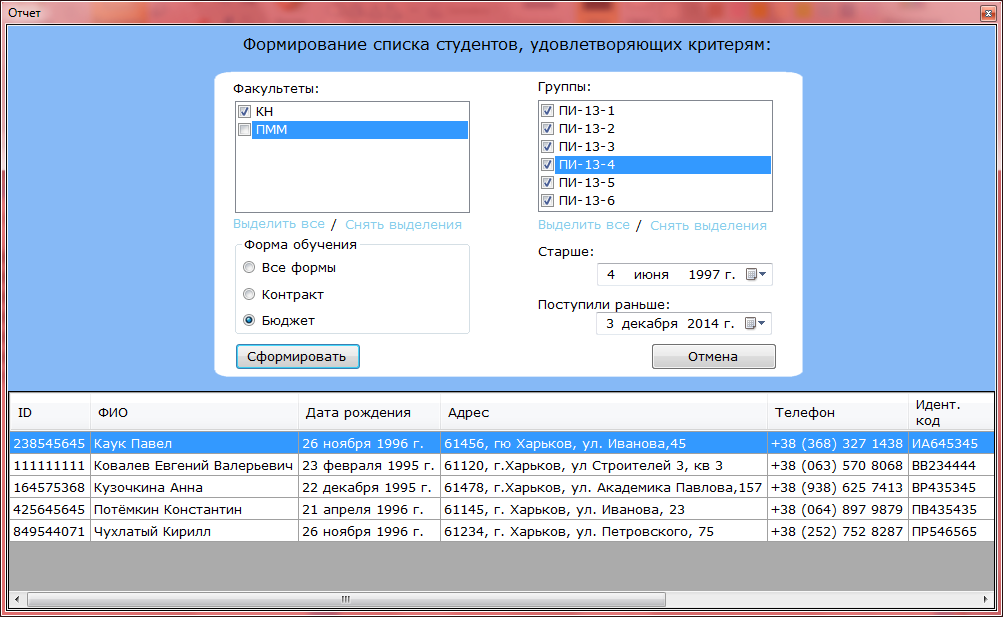 Отчет
Формирование списка студентов, удовлетворяющих критерям:
Факультеты:
КН
ПММ
Выделить все / Снять выделения
Форма обучения
Все формы
Контракт
Бюджет
Сформировать
Группы:
ПИ-13-1
ПИ-13-2
ПИ-13-3
ПИ-13-4
ПИ-13-5
ПИ-13-6
Выделить все / Снять выделения
Старше:
4 июня 1997 г.
Поступили раньше:
3 декабря 2014 г.
Отмена
ID ФИО Дата рождения Адрес Телефон Идент. код
238545645 Каук Павел 26 ноября 1996 г. 61456, гю Харьков, ул. Иванова,45 +38 (368) 327 1438 ИА645345
111111111 Ковалев Евгений Валерьевич 23 февраля 1995 г. 61120, г.Харьков, ул Строителей 3, кв 3 +38 (063) 570 8068 ВВ234444
164575368 Кузочкина Анна 22 декабря 1995 г. 61478, г.Харьков, ул. Академика Павлова,157 +38 (938) 625 7413 ВР435345
425645645 Потёмкин Константин 21 апреля 1996 г. 61145, г. Харьков, ул. Иванова, 23 +38 (064) 897 9879 ПВ435435
849544071 Чухлатый Кирилл 26 ноября 1996 г. 61234, г. Харьков, ул. Петровского, 75 +38 (252) 752 8287 ПР546565